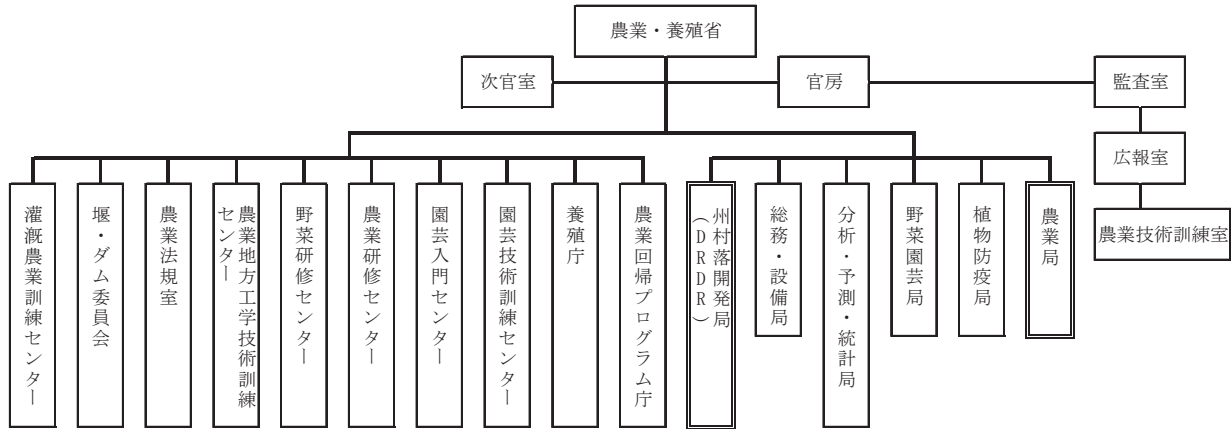 農業・養殖省
次官室
官房
監査室
広報室
農業技術訓練室
灌漑農業訓練センター
堰・ダム委員会
農業法規室
農業地方工学技術訓練
センター
野菜研修センター
農業研修センター
園芸入門センター
園芸技術訓練センター
養殖庁
農業回帰プログラム庁
州村落開発局
(DRDR)
総務・設備局
分析・予測・統計局
野菜園芸局
植物防疫局
農業局